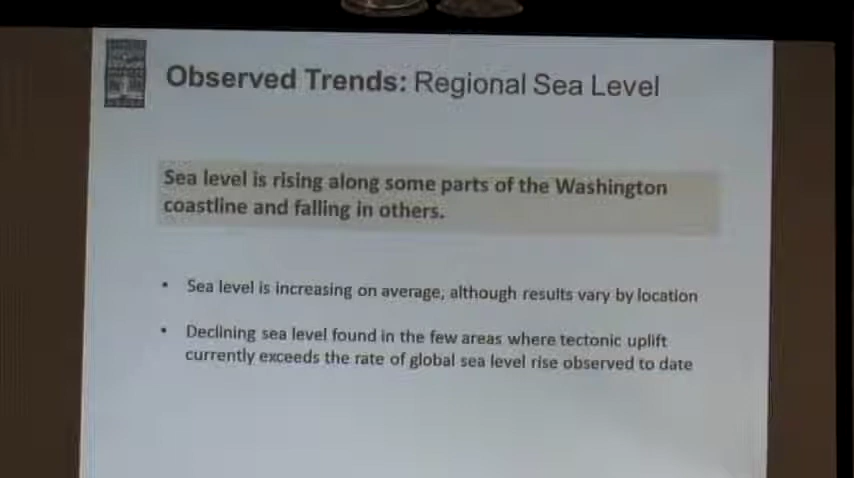 Observed Trends: Regional Sea Level
Sea level is rising along some parts of the Washington
coastline and falling in others.
• Sea level is increasing on average, although results vary by location
• Declining sea level found in the few areas where tectonic uplift
currently exceeds the rate of global sea level rise observed to date